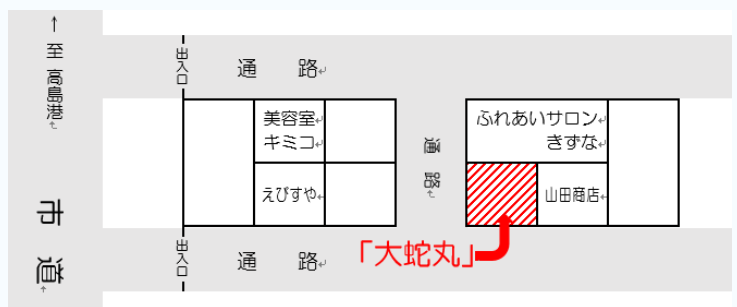 ←至 高島港
市道
出入口
通路
美容室
キミコ
えびすや
通路
ふれあいサロン
きずな
山田商店
出入口
通路
「大蛇丸」